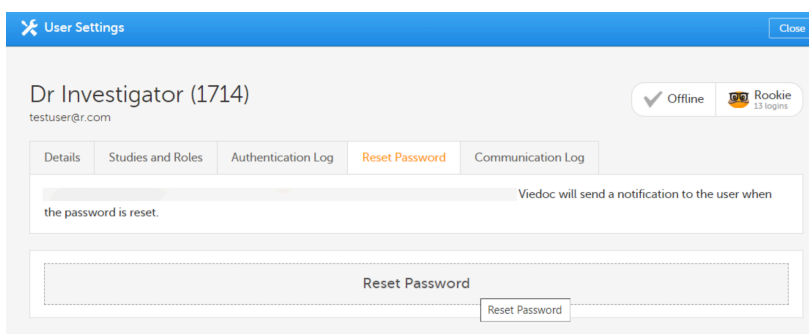 User Settings
Close
Dr Investigator (1714)
testuser@r.com
Offline
Rookie
13 logins
Details
Studies and Roles
Authentication Log
Reset Password
Communication Log
Viedoc will send a notification to the user when
the password is reset.
Reset Password
Reset Password